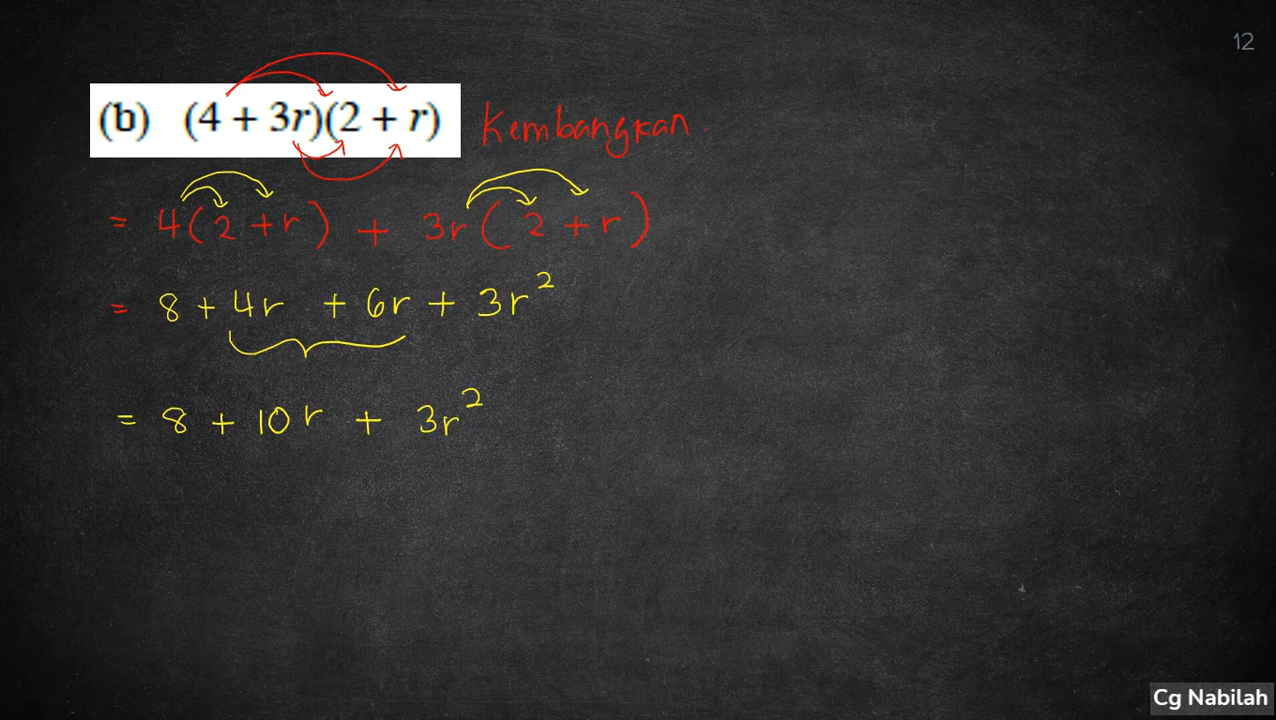 12
(b) (4 + 3r)(2 + r) Kembangkan
= 4(2 + r) + 3r(2 + r)
= 8 + 4r + 6r + 3r²
= 8 + 10r + 3r²
Cg Nabilah